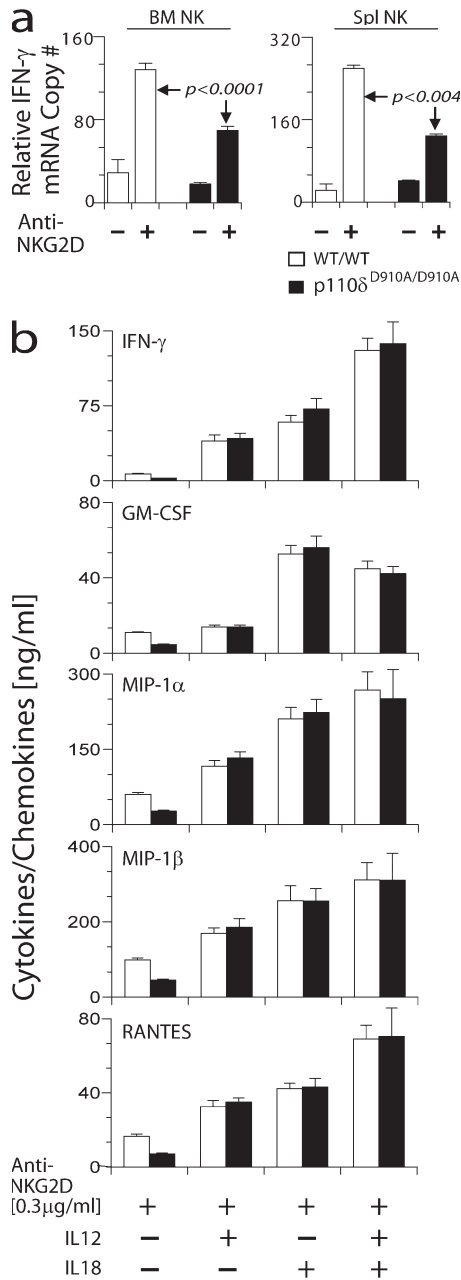 a
BM NK
Spl NK
Relative IFN-γ
mRNA Copy #
160
80
0
320
160
0
p<0.0001
p<0.004
Anti-
NKG2D
− + − +
− + − +
WT/WT
p110δ D910A/D910A
b
Cytokines/Chemokines [ng/ml]
IFN-γ
150
75
0
GM-CSF
80
40
0
MIP-1α
300
150
0
MIP-1β
400
200
0
RANTES
80
40
0
Anti-
NKG2D
[0.3μg/ml] + + + +
IL12 − + − +
IL18 − − + +